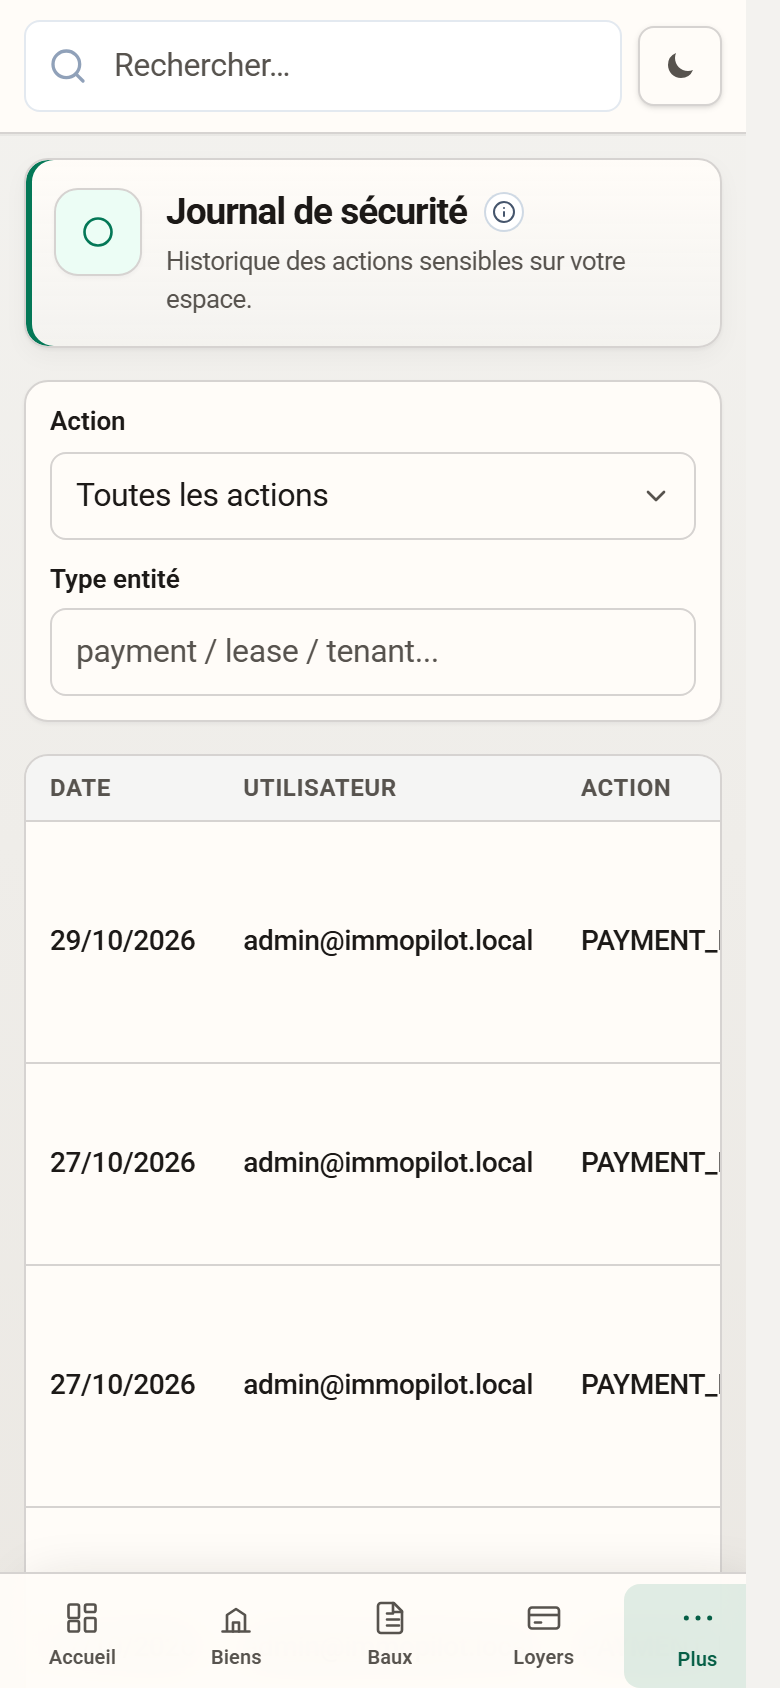 Rechercher...
Journal de sécurité
Historique des actions sensibles sur votre
espace.
Action
Toutes les actions
Type entité
payment / lease / tenant...
DATE UTILISATEUR ACTION
29/10/2026 admin@immopilot.local PAYMENT_
27/10/2026 admin@immopilot.local PAYMENT_
27/10/2026 admin@immopilot.local PAYMENT_
Accueil Biens Baux Loyers Plus